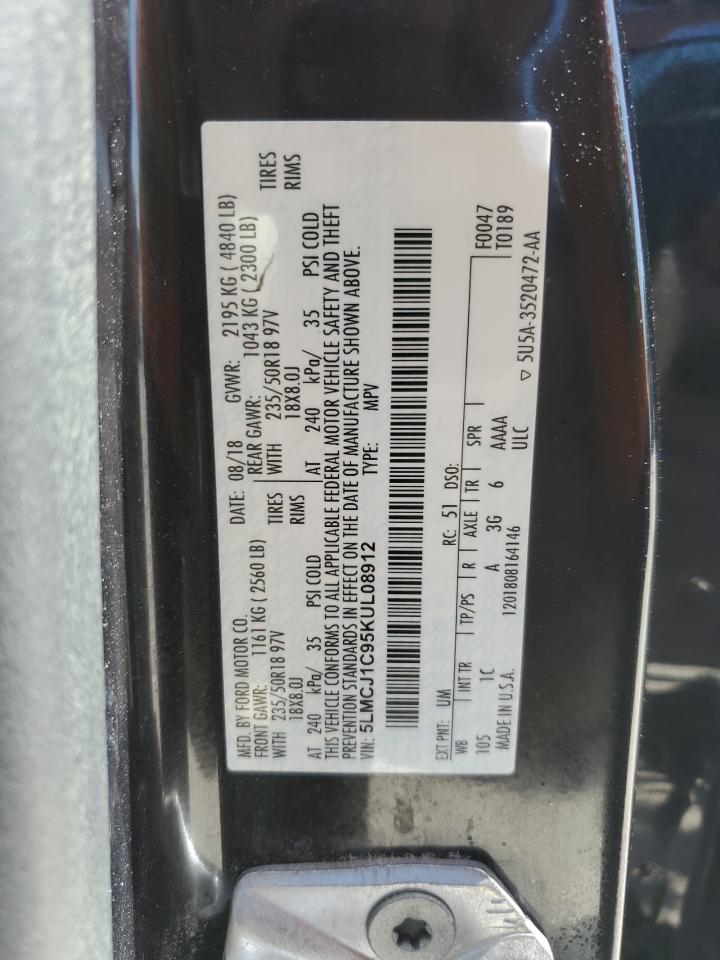 MFD. BY FORD MOTOR CO.
DATE: 08/18 GVWR: 2195 KG ( 4840 LB)
FRONT GAWR: 1161 KG ( 2560 LB) REAR GAWR: 1043 KG ( 2300 LB)
WITH 235/50R18 97V TIRES WITH 235/50R18 97V TIRES
18X8.0J RIMS 18X8.0J RIMS
AT 240 kPa/ 35 PSI COLD AT 240 kPa/ 35 PSI COLD
THIS VEHICLE CONFORMS TO ALL APPLICABLE FEDERAL MOTOR VEHICLE SAFETY AND THEFT
PREVENTION STANDARDS IN EFFECT ON THE DATE OF MANUFACTURE SHOWN ABOVE.
VIN: 5LMCJ1C95KUL08912 TYPE: MPV
EXT PNT: UM RC: 51 DSO:
WB INT TR TP/PS R AXLE TR SPR F0047
105 1C A 3G 6 AAAA T0189
MADE IN U.S.A. 1201808164146 ULC ▽ 5U5A-3520472-AA